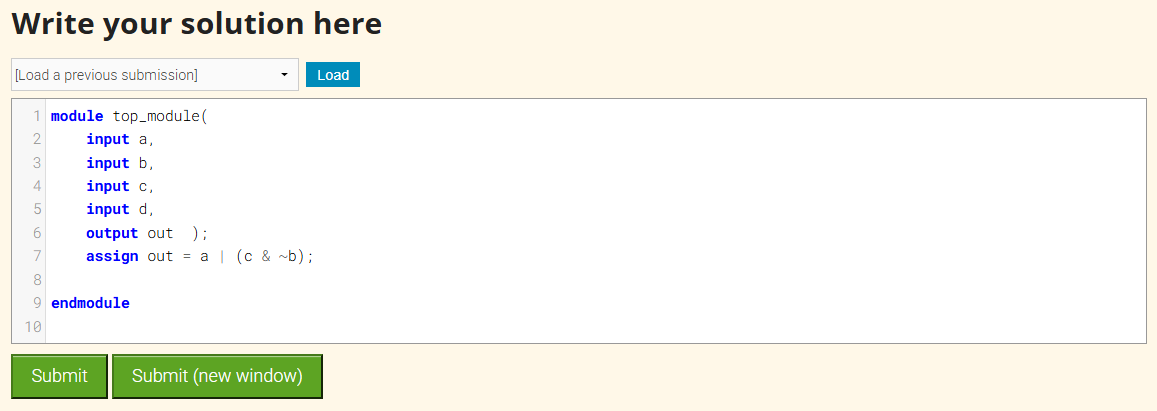 Write your solution here
[Load a previous submission] Load
1 module top_module(
2     input a,
3     input b,
4     input c,
5     input d,
6     output out  );
7     assign out = a | (c & ~b);
8
9 endmodule
10
Submit Submit (new window)